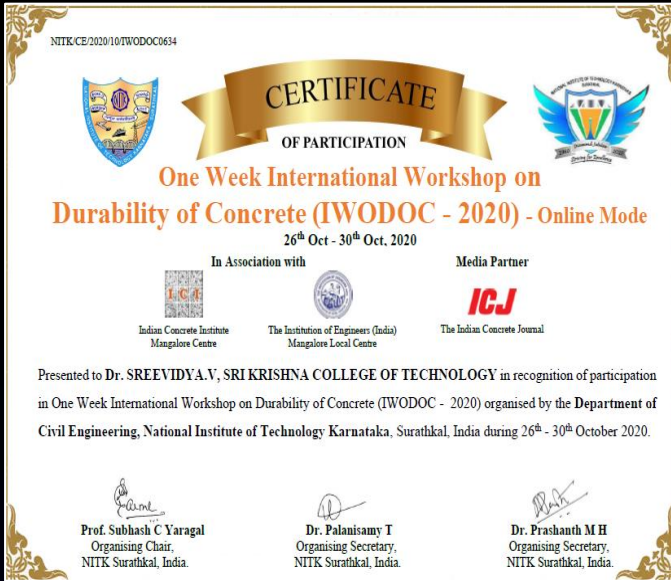 NITK/CE/2020/10/IWODOC0634
CERTIFICATE
OF PARTICIPATION
One Week International Workshop on
Durability of Concrete (IWODOC - 2020) - Online Mode
26th Oct - 30th Oct, 2020
In Association with
Media Partner
ICI
ICJ
Indian Concrete Institute
Mangalore Centre
The Institution of Engineers (India)
Mangalore Local Centre
The Indian Concrete Journal
Presented to Dr. SREEVIDYA.V, SRI KRISHNA COLLEGE OF TECHNOLOGY in recognition of participation
in One Week International Workshop on Durability of Concrete (IWODOC - 2020) organised by the Department of
Civil Engineering, National Institute of Technology Karnataka, Surathkal, India during 26th - 30th October 2020.
Prof. Subhash C Yaragal
Organising Chair,
NITK Surathkal, India.
Dr. Palanisamy T
Organising Secretary,
NITK Surathkal, India.
Dr. Prashanth M H
Organising Secretary,
NITK Surathkal, India.